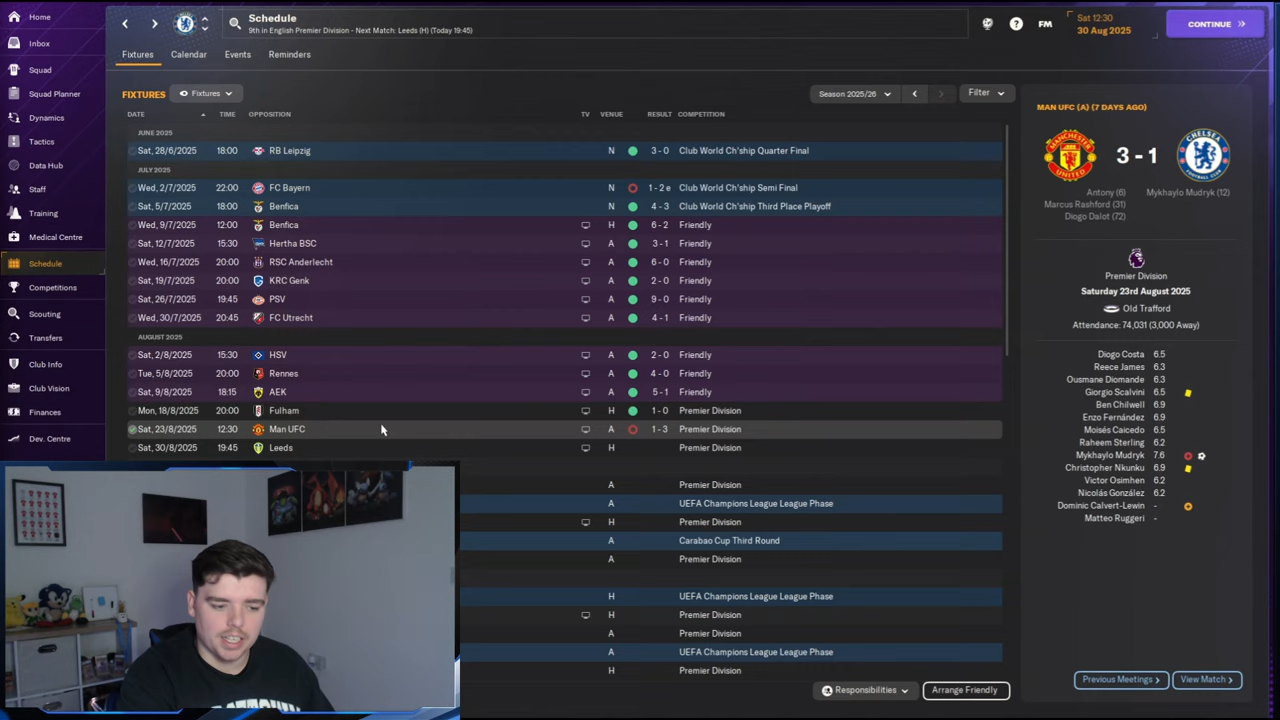 Home
Inbox
Squad
Squad Planner
Dynamics
Tactics
Data Hub
Staff
Training
Medical Centre
Schedule
Competitions
Scouting
Transfers
Club Info
Club Vision
Finances
Dev. Centre
Schedule
9th in English Premier Division - Next Match: Leeds (H) (Today 19:45)
FM
Sat 12:30
30 Aug 2025
CONTINUE
Fixtures Calendar Events Reminders
FIXTURES Fixtures Season 2025/26 Filter
DATE TIME OPPOSITION TV VENUE RESULT COMPETITION
JUNE 2025
Sat, 28/6/2025 18:00 RB Leipzig N 3 - 0 Club World Ch'ship Quarter Final
JULY 2025
Wed, 2/7/2025 22:00 FC Bayern N 1 - 2 e Club World Ch'ship Semi Final
Sat, 5/7/2025 18:00 Benfica N 4 - 3 Club World Ch'ship Third Place Playoff
Wed, 9/7/2025 12:00 Benfica H 6 - 2 Friendly
Sat, 12/7/2025 15:30 Hertha BSC A 3 - 1 Friendly
Wed, 16/7/2025 20:00 RSC Anderlecht A 6 - 0 Friendly
Sat, 19/7/2025 20:00 KRC Genk A 2 - 0 Friendly
Sat, 26/7/2025 19:45 PSV A 9 - 0 Friendly
Wed, 30/7/2025 20:45 FC Utrecht A 4 - 1 Friendly
AUGUST 2025
Sat, 2/8/2025 15:30 HSV A 2 - 0 Friendly
Tue, 5/8/2025 20:00 Rennes A 4 - 0 Friendly
Sat, 9/8/2025 18:15 AEK A 5 - 1 Friendly
Mon, 18/8/2025 20:00 Fulham H 1 - 0 Premier Division
Sat, 23/8/2025 12:30 Man UFC A 1 - 3 Premier Division
Sat, 30/8/2025 19:45 Leeds H Premier Division
A Premier Division
A UEFA Champions League League Phase
H Premier Division
A Carabao Cup Third Round
A Premier Division
H UEFA Champions League League Phase
H Premier Division
A Premier Division
A UEFA Champions League League Phase
H Premier Division
Responsibilities Arrange Friendly
MAN UFC (A) (7 DAYS AGO)
3 - 1
Antony (6) Mykhaylo Mudryk (12)
Marcus Rashford (31)
Diogo Dalot (72)
Premier Division
Saturday 23rd August 2025
Old Trafford
Attendance: 74,031 (3,000 Away)
Diogo Costa 6.5
Reece James 6.3
Ousmane Diomande 6.3
Giorgio Scalvini 6.5
Ben Chilwell 6.9
Enzo Fernández 6.9
Moisés Caicedo 6.5
Raheem Sterling 6.2
Mykhaylo Mudryk 7.6
Christopher Nkunku 6.9
Victor Osimhen 6.2
Nicolás González 6.2
Dominic Calvert-Lewin -
Matteo Ruggeri -
Previous Meetings View Match